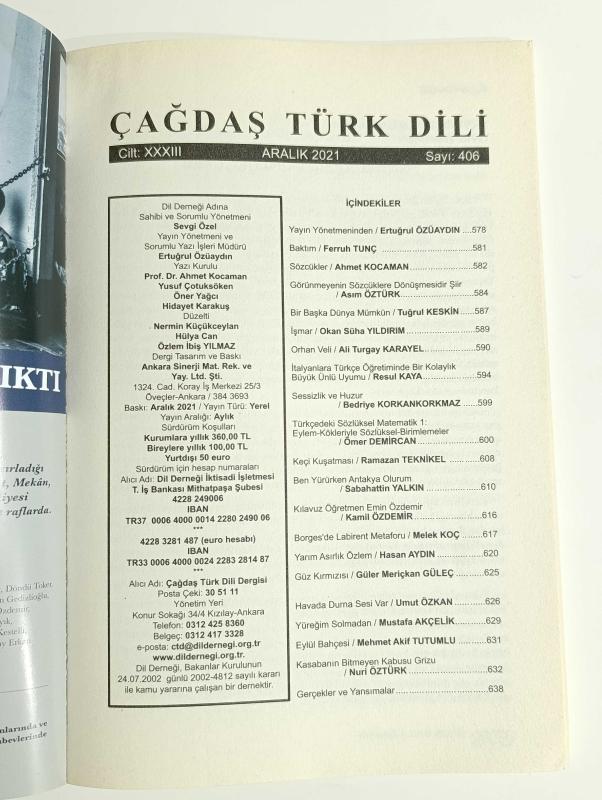 IKTI
ırladığı
, Mekân,
iyesi
raflarda.
ÇAĞDAŞ TÜRK DİLİ
Cilt: XXXIII ARALIK 2021 Sayı: 406
Dil Derneği Adına
Sahibi ve Sorumlu Yönetmeni
Sevgi Özel
Yayın Yönetmeni ve
Sorumlu Yazı İşleri Müdürü
Ertuğrul Özüaydın
Yazı Kurulu
Prof. Dr. Ahmet Kocaman
Yusuf Çotuksöken
Öner Yağcı
Hidayet Karakuş
Düzelti
Nermin Küçükceylan
Hülya Can
Özlem İbiş YILMAZ
Dergi Tasarım ve Baskı
Ankara Sinerji Mat. Rek. ve
Yay. Ltd. Şti.
1324. Cad. Koray İş Merkezi 25/3
Öveçler-Ankara / 384 3693
Baskı: Aralık 2021 / Yayın Türü: Yerel
Yayın Aralığı: Aylık
Sürdürüm Koşulları
Kurumlara yıllık 360,00 TL
Bireylere yıllık 100,00 TL
Yurtdışı 50 euro
Sürdürüm için hesap numaraları
Alıcı Adı: Dil Derneği İktisadi İşletmesi
T. İş Bankası Mithatpaşa Şubesi
4228 249006
IBAN
TR37 0006 4000 0014 2280 2490 06
***
4228 3281 487 (euro hesabı)
IBAN
TR33 0006 4000 0024 2283 2814 87
***
Alıcı Adı: Çağdaş Türk Dili Dergisi
Posta Çeki: 30 51 11
Yönetim Yeri
Konur Sokağı 34/4 Kızılay-Ankara
Telefon: 0312 425 8360
Belgeç: 0312 417 3328
e-posta: ctd@dildernegi.org.tr
www.dildernegi.org.tr.
Dil Derneği, Bakanlar Kurulunun
24.07.2002 günlü 2002-4812 sayılı kararı
ile kamu yararına çalışan bir dernektir.
İÇİNDEKİLER
Yayın Yönetmeninden / Ertuğrul ÖZÜAYDIN ....578
Baktım / Ferruh TUNÇ ....581
Sözcükler / Ahmet KOCAMAN....582
Görünmeyenin Sözcüklere Dönüşmesidir Şiir
/ Asım ÖZTÜRK....584
Bir Başka Dünya Mümkün / Tuğrul KESKİN ....587
İşmar / Okan Süha YILDIRIM ....589
Orhan Veli / Ali Turgay KARAYEL....590
İtalyanlara Türkçe Öğretiminde Bir Kolaylık
Büyük Ünlü Uyumu / Resul KAYA....594
Sessizlik ve Huzur
/ Bedriye KORKANKORKMAZ ....599
Türkçedeki Sözlüksel Matematik 1:
Eylem-Kökleriyle Sözlüksel-Birimlemeler
/ Ömer DEMİRCAN....600
Keçi Kuşatması / Ramazan TEKNİKEL ....608
Ben Yürürken Antakya Olurum
/ Sabahattin YALKIN ....610
Kılavuz Öğretmen Emin Özdemir
/ Kamil ÖZDEMİR....616
Borges'de Labirent Metaforu / Melek KOÇ ....617
Yarım Asırlık Özlem / Hasan AYDIN ....620
Güz Kırmızısı / Güler Meriçkan GÜLEÇ ....625
Havada Durna Sesi Var / Umut ÖZKAN ....626
Yüreğim Solmadan / Mustafa AKÇELİK....629
Eylül Bahçesi / Mehmet Akif TUTUMLU ....631
Kasabanın Bitmeyen Kabusu Grizu
/ Nuri ÖZTÜRK....632
Gerçekler ve Yansımalar....638